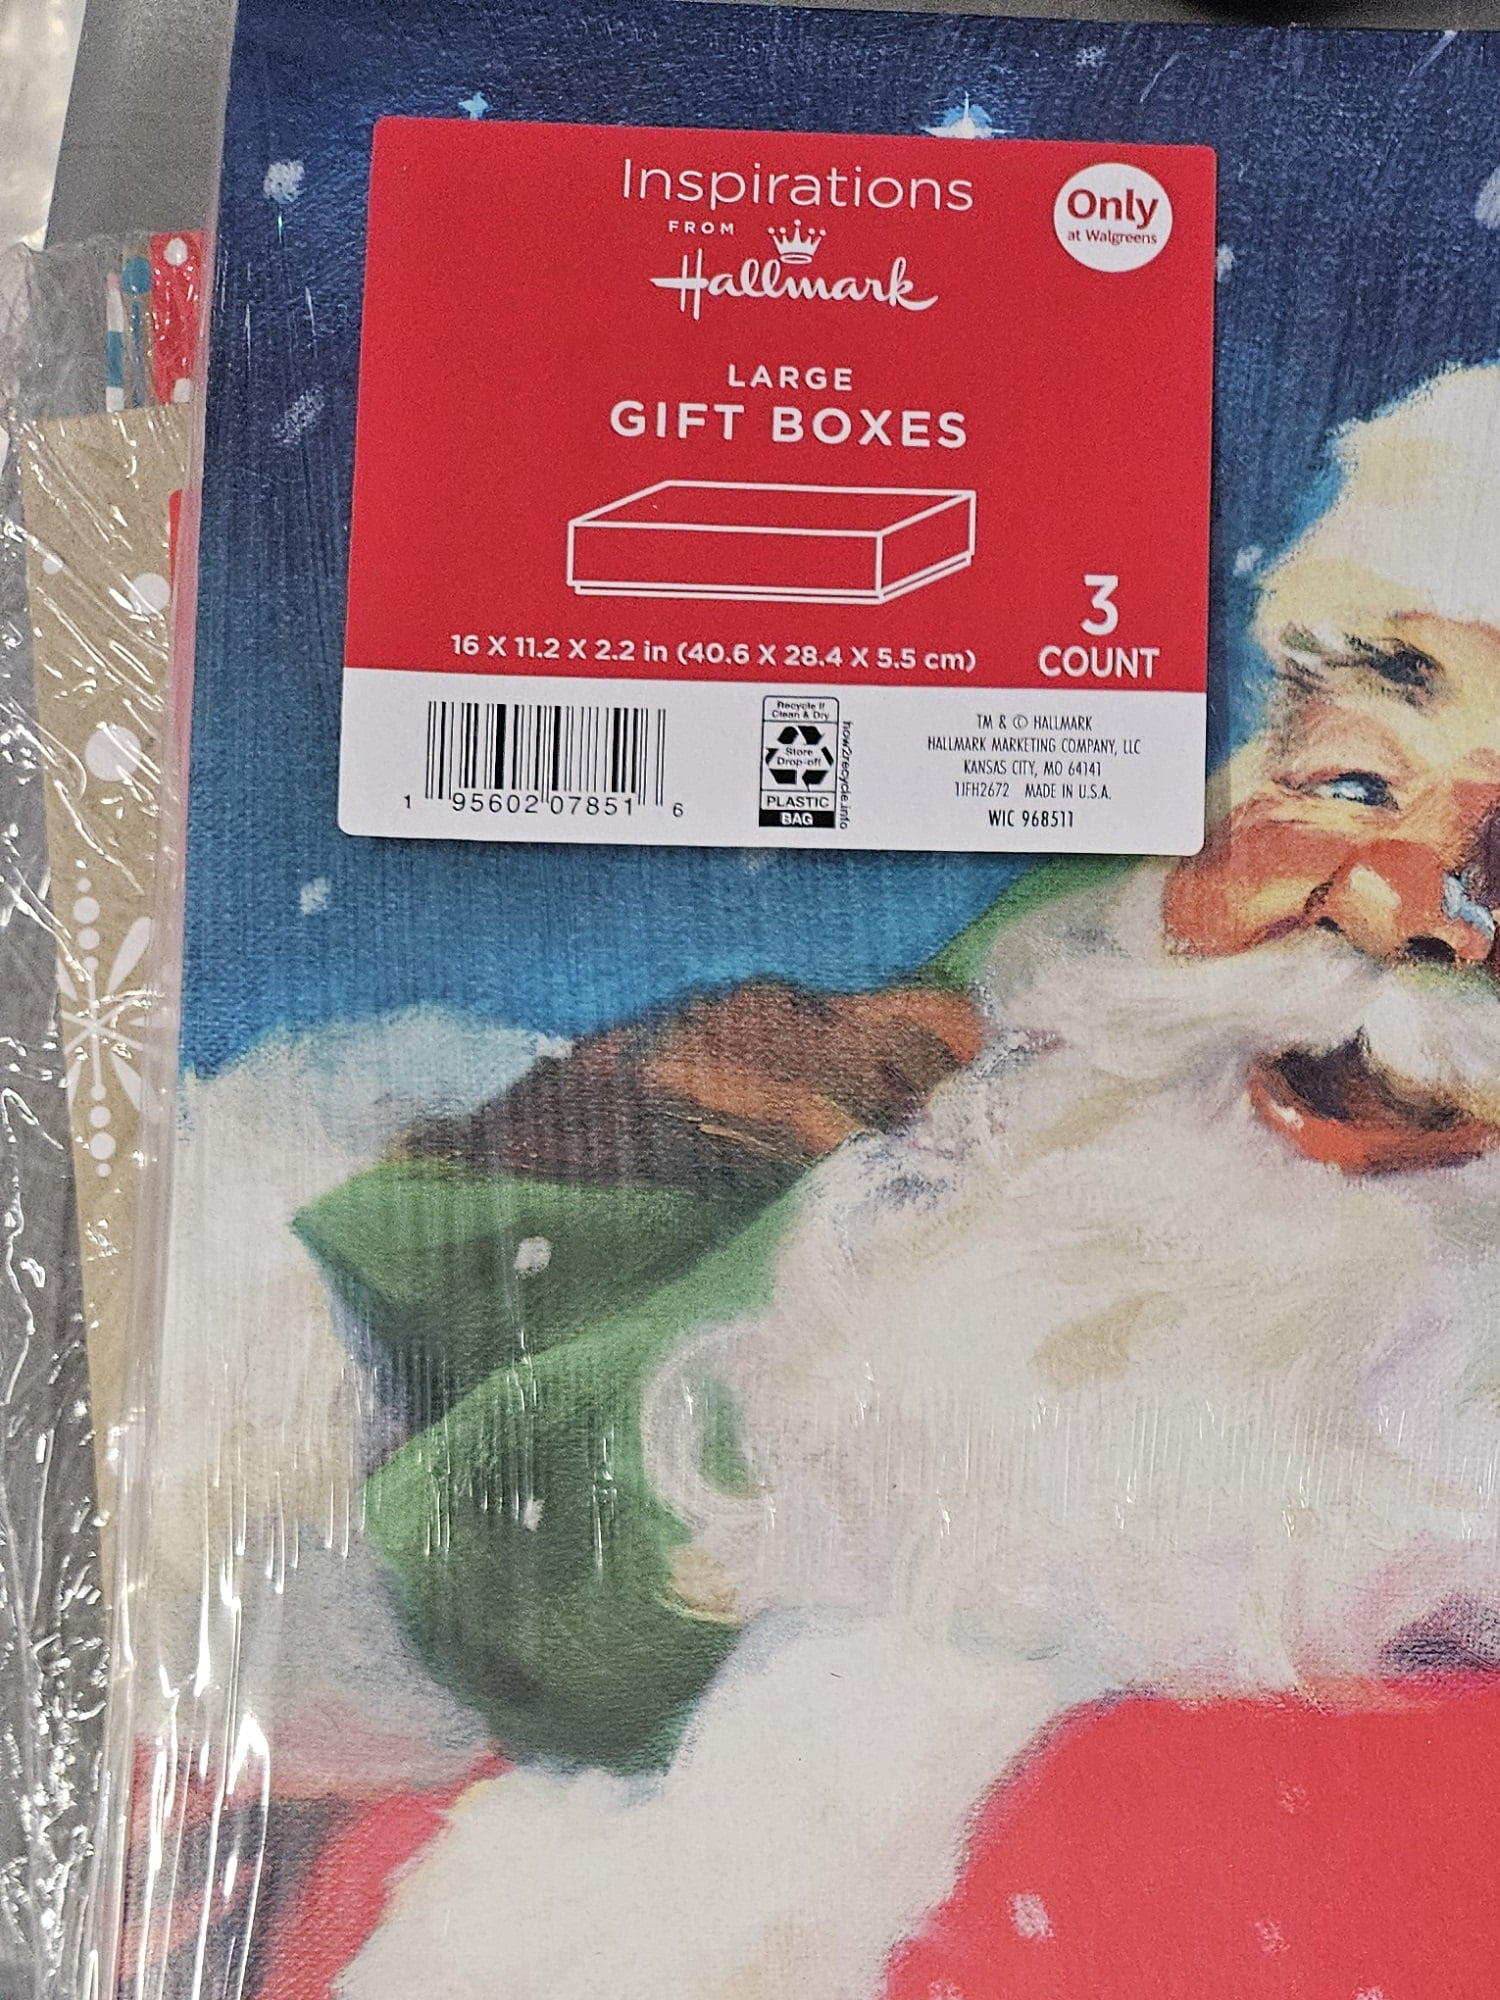 Inspirations
FROM
Hallmark
Only
at Walgreens
LARGE
GIFT BOXES
3
COUNT
16 X 11.2 X 2.2 in (40.6 X 28.4 X 5.5 cm)
1 95602 07851 6
Recycle If
Clean & Dry
Store
Drop-off
PLASTIC
BAG
how2recycle.info
TM & © HALLMARK
HALLMARK MARKETING COMPANY, LLC
KANSAS CITY, MO 64141
1IFH2672 MADE IN U.S.A.
WIC 968511